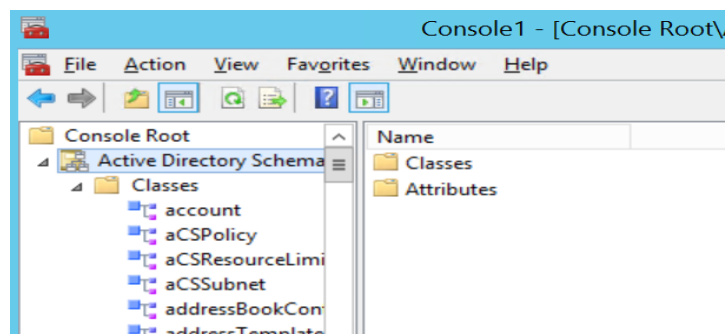 Console1 - [Console Root\
File Action View Favorites Window Help
Console Root
Active Directory Schema
Classes
account
aCSPolicy
aCSResourceLimi
aCSSubnet
addressBookCon
addressTemplate
Name
Classes
Attributes